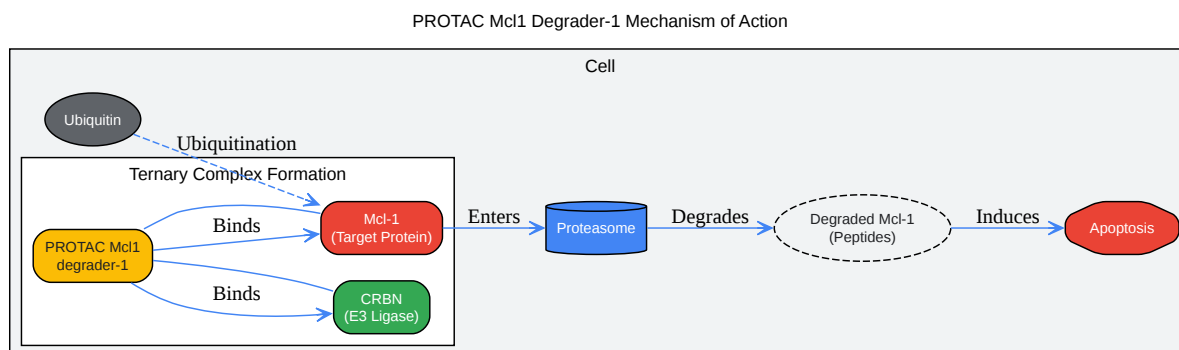 PROTAC Mcl1 Degrader-1 Mechanism of Action
Cell
Ubiquitin
Ubiquitination
Ternary Complex Formation
PROTAC Mcl1
degrader-1
Binds
Binds
Mcl-1
(Target Protein)
CRBN
(E3 Ligase)
Enters
Proteasome
Degrades
Degraded Mcl-1
(Peptides)
Induces
Apoptosis